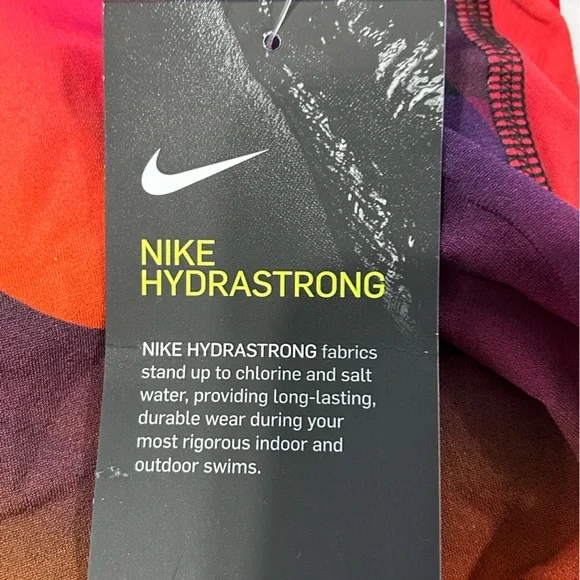 NIKE
HYDRASTRONG
NIKE HYDRASTRONG fabrics
stand up to chlorine and salt
water, providing long-lasting,
durable wear during your
most rigorous indoor and
outdoor swims.